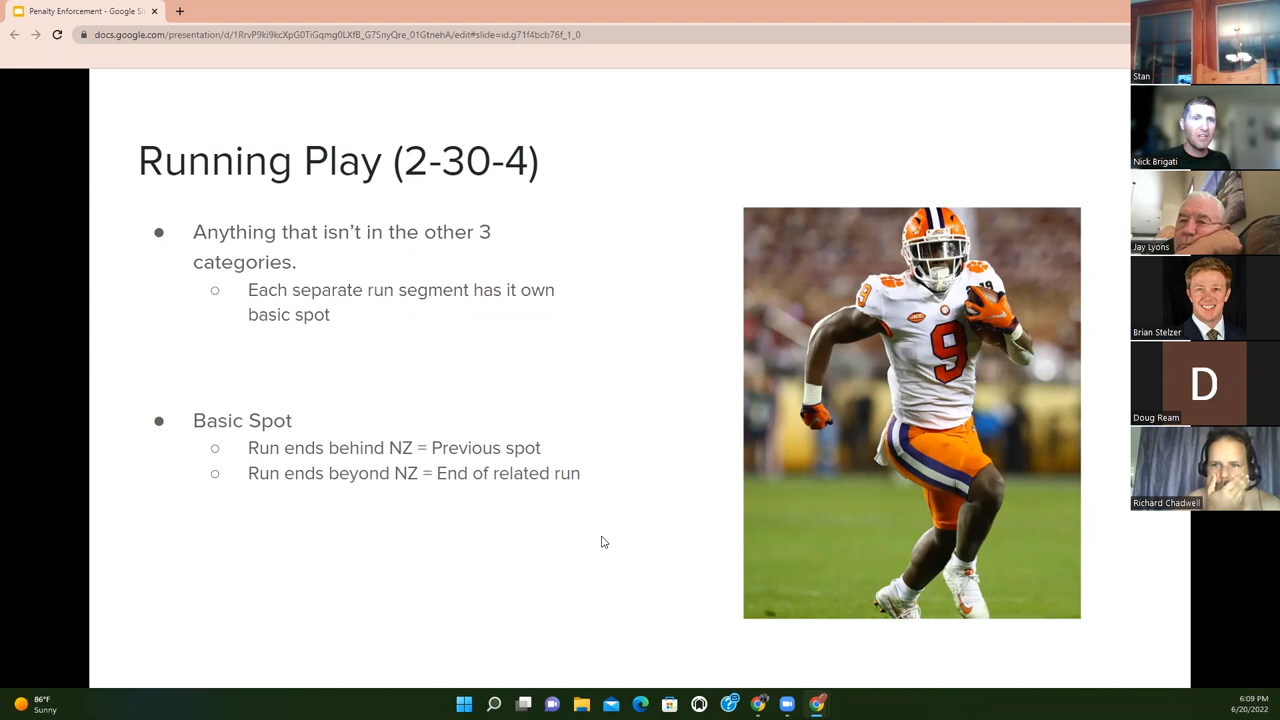 Penalty Enforcement - Google Sl
docs.google.com/presentation/d/1RrvP9ki9kcXpG0TiGqmg0LXfB_G7SnyQre_01GtnehA/edit#slide=id.g71f4bcb76f_1_0
Running Play (2-30-4)
Anything that isn't in the other 3
categories.
Each separate run segment has it own
basic spot
Basic Spot
Run ends behind NZ = Previous spot
Run ends beyond NZ = End of related run
9
9
Stan
Nick Brigati
Jay Lyons
Brian Stelzer
D
Doug Ream
Richard Chadwell
86°F
Sunny
6:09 PM
6/20/2022